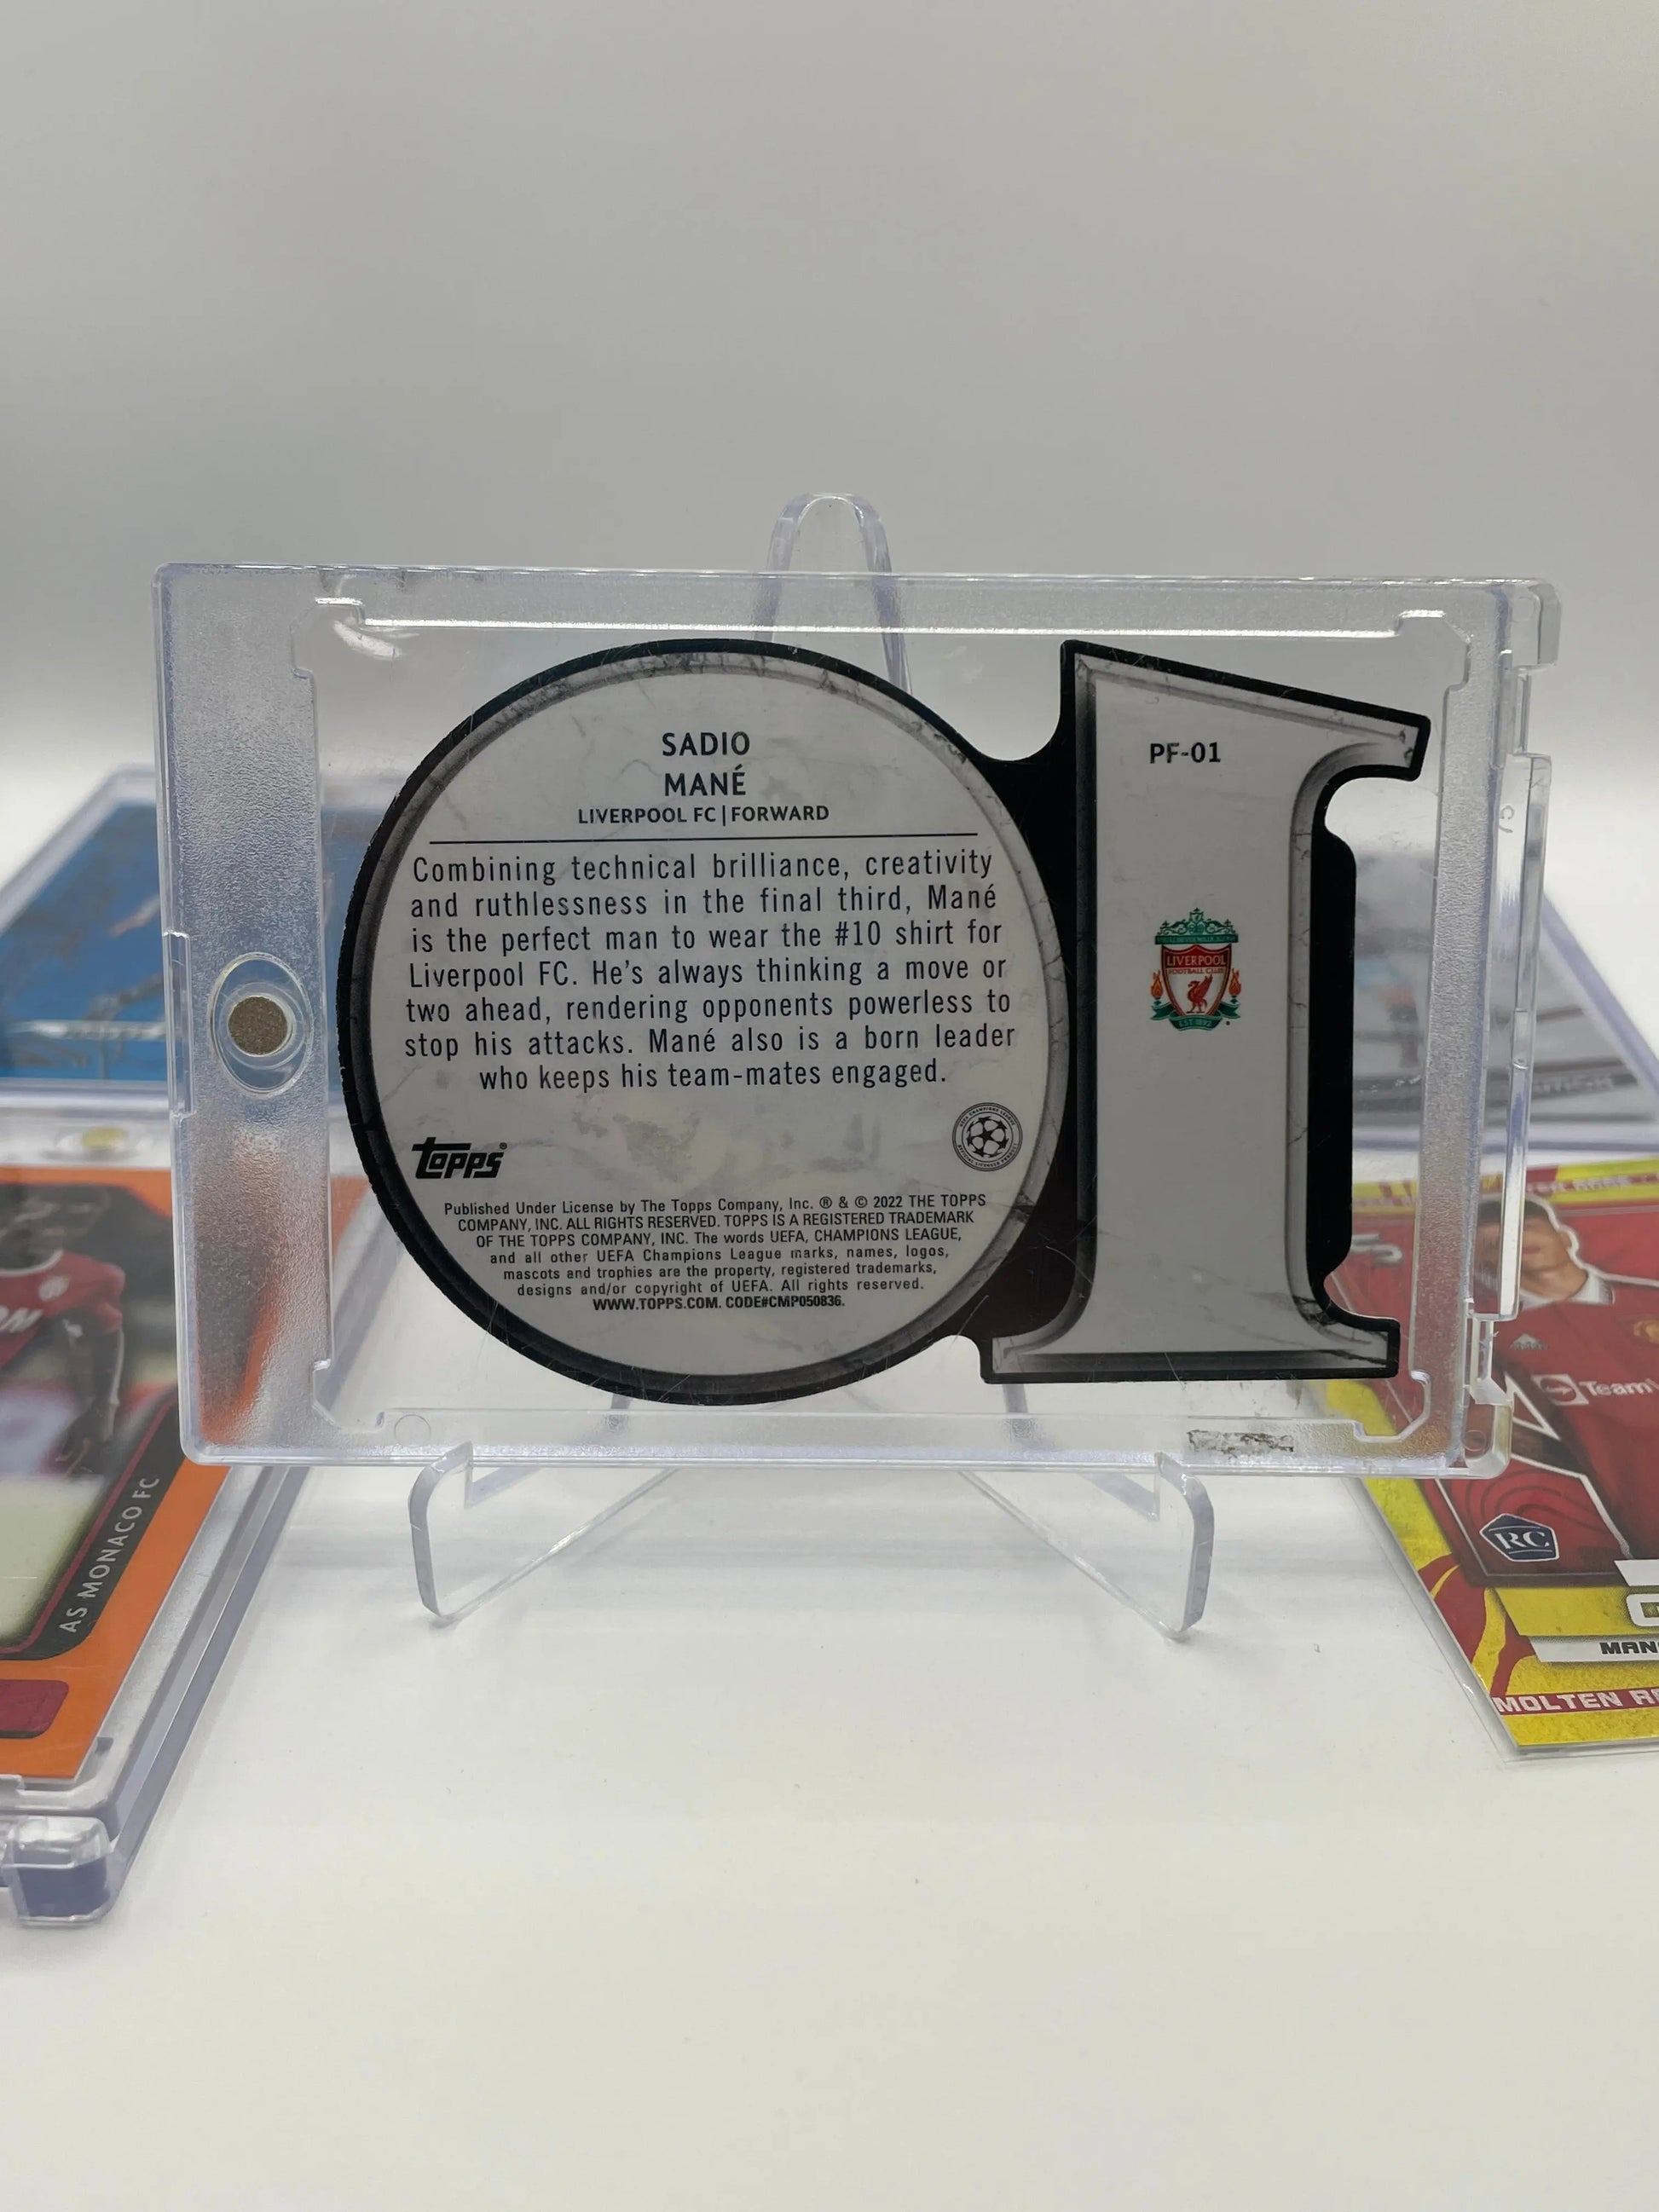 SADIO
MANÉ
LIVERPOOL FC|FORWARD
Combining technical brilliance, creativity
and ruthlessness in the final third, Mané
is the perfect man to wear the #10 shirt for
Liverpool FC. He's always thinking a move or
two ahead, rendering opponents powerless to
stop his attacks. Mané also is a born leader
who keeps his team-mates engaged.
topps
Published Under License by The Topps Company, Inc. ® & © 2022 THE TOPPS
COMPANY, INC. ALL RIGHTS RESERVED. TOPPS IS A REGISTERED TRADEMARK
OF THE TOPPS COMPANY, INC. The words UEFA, CHAMPIONS LEAGUE,
and all other UEFA Champions League marks, names, logos,
mascots and trophies are the property, registered trademarks,
designs and/or copyright of UEFA. All rights reserved.
WWW.TOPPS.COM. CODE#CMP050836.
PF-01
LIVERPOOL
FOOTBALL CLUB
EST·1892
AS MONACO FC
Team
RC
MOLTEN